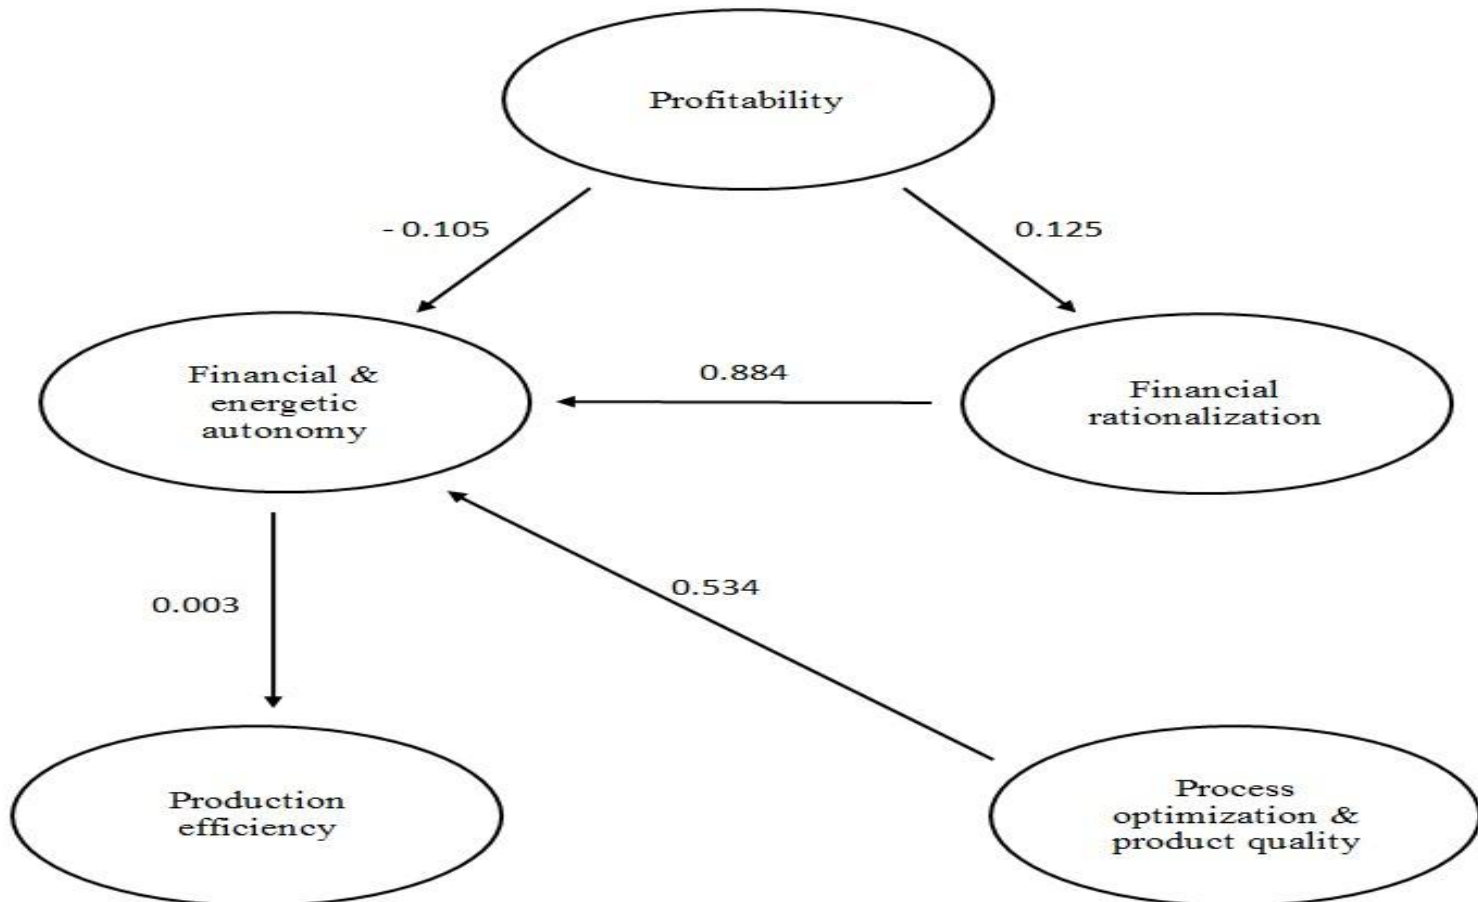 Profitability
- 0.105
0.125
Financial &
energetic
autonomy
0.884
Financial
rationalization
0.003
0.534
Production
efficiency
Process
optimization &
product quality